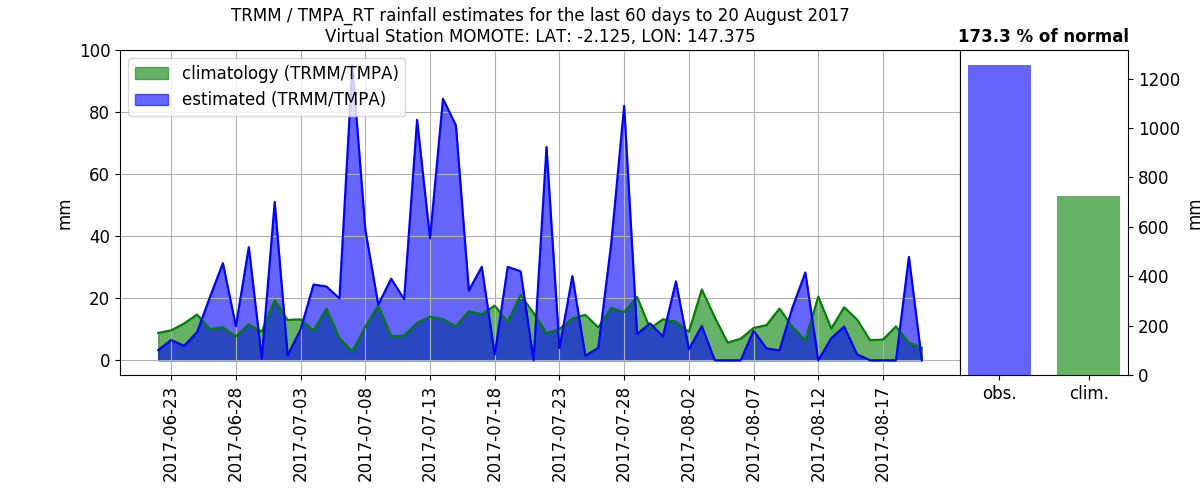 TRMM / TMPA_RT rainfall estimates for the last 60 days to 20 August 2017
Virtual Station MOMOTE: LAT: -2.125, LON: 147.375
173.3 % of normal
climatology (TRMM/TMPA)
estimated (TRMM/TMPA)
100
80
60
40
20
0
mm
2017-06-23
2017-06-28
2017-07-03
2017-07-08
2017-07-13
2017-07-18
2017-07-23
2017-07-28
2017-08-02
2017-08-07
2017-08-12
2017-08-17
1200
1000
800
600
400
200
0
mm
obs.
clim.